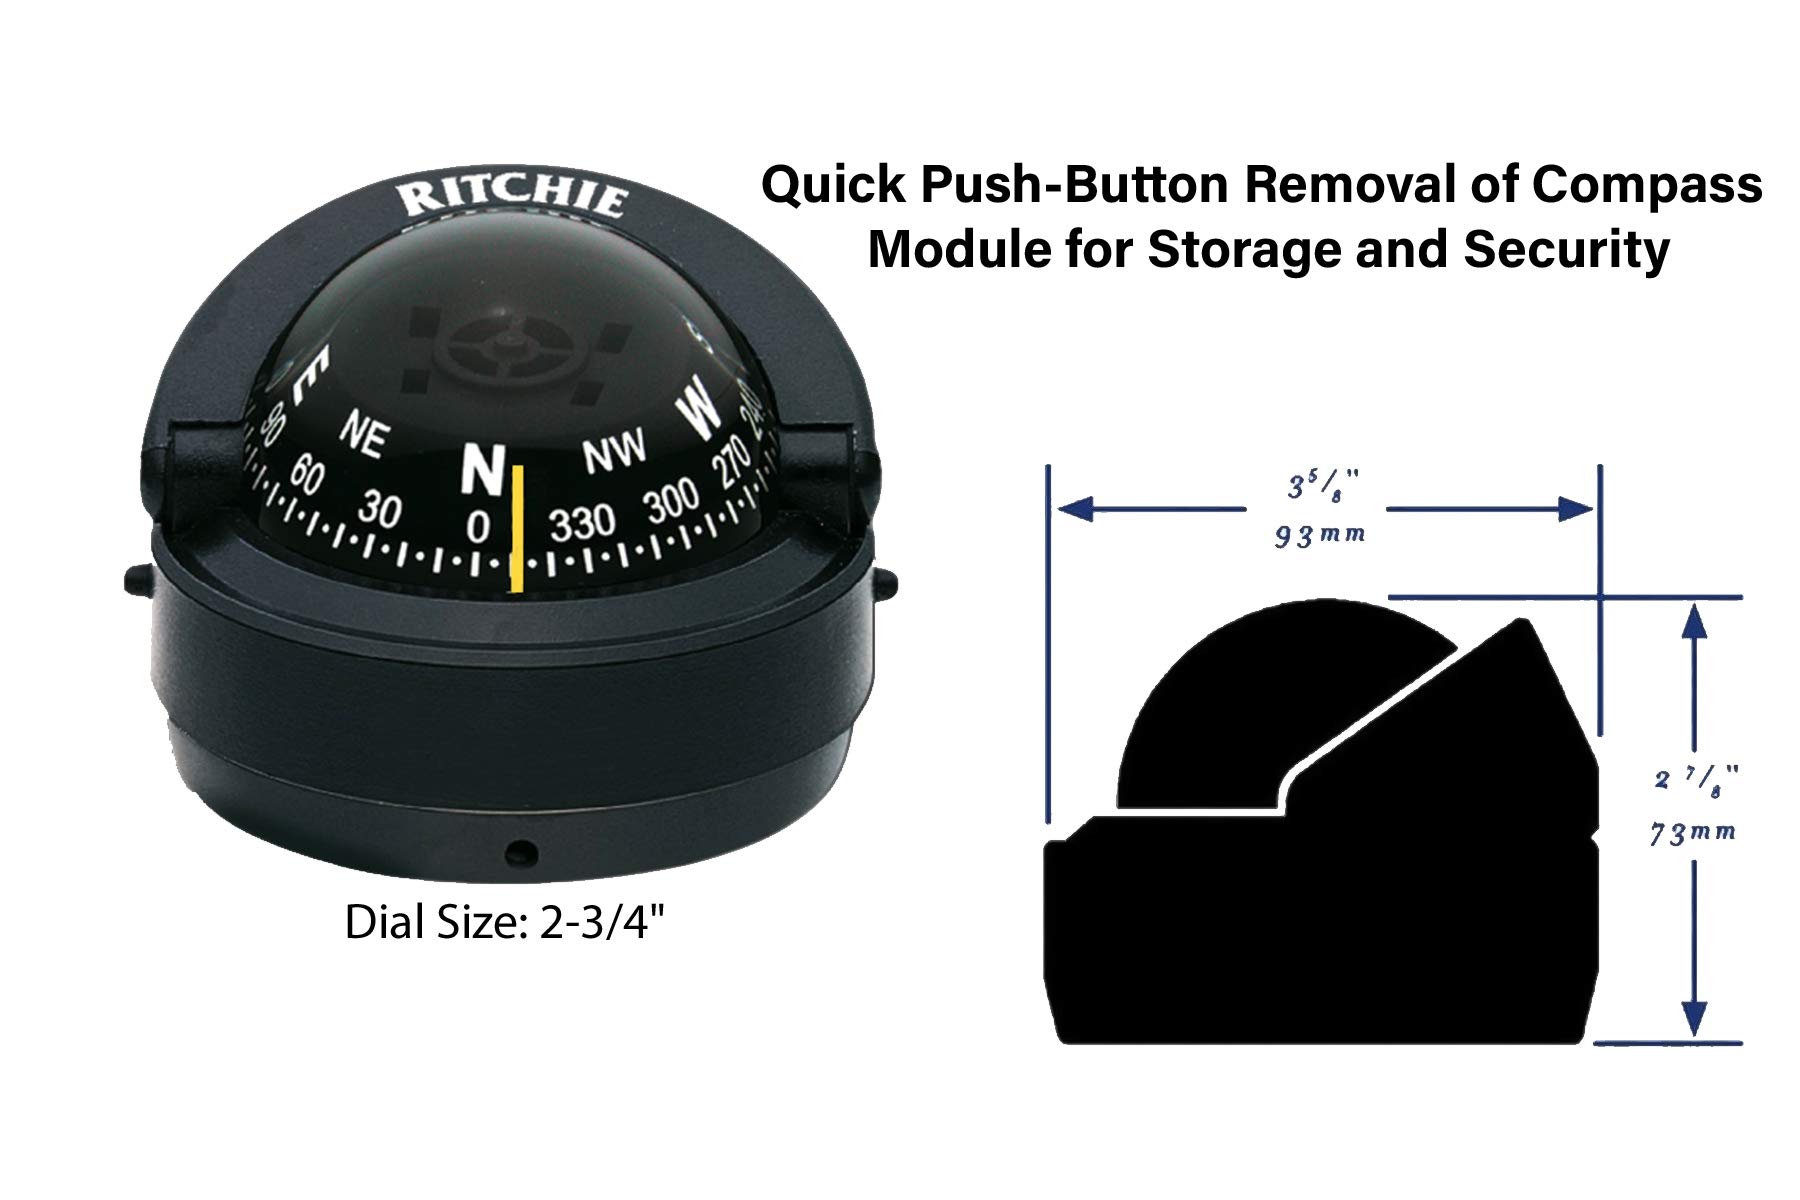 RITCHIE
Quick Push-Button Removal of Compass
Module for Storage and Security
E NE N NW W
90 60 30 0 330 300 270 240
3 5/8"
93mm
2 7/8"
73mm
Dial Size: 2-3/4"